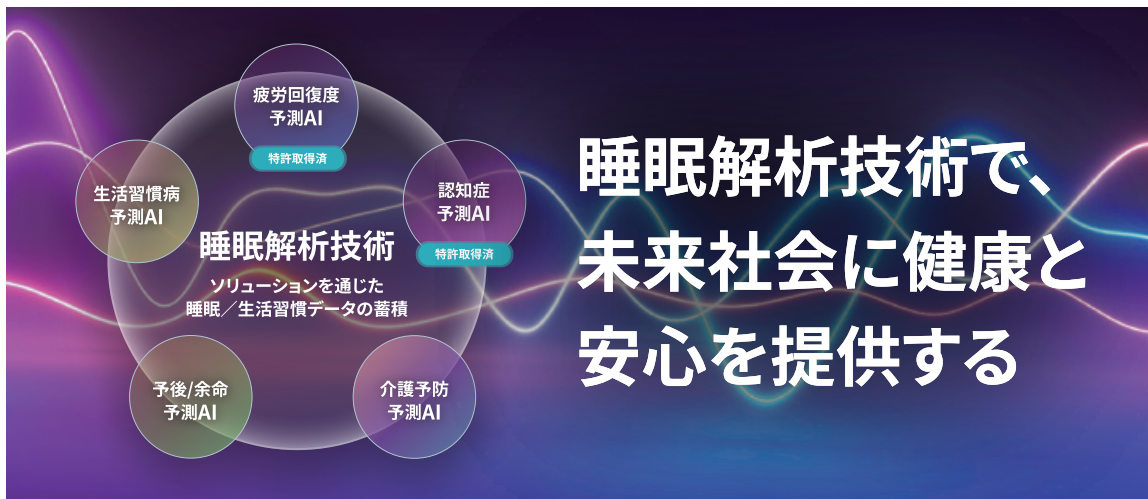 疲労回復度
予測AI
特許取得済
生活習慣病
予測AI
認知症
予測AI
特許取得済
睡眠解析技術
ソリューションを通じた
睡眠／生活習慣データの蓄積
予後/余命
予測AI
介護予防
予測AI
睡眠解析技術で、
未来社会に健康と
安心を提供する